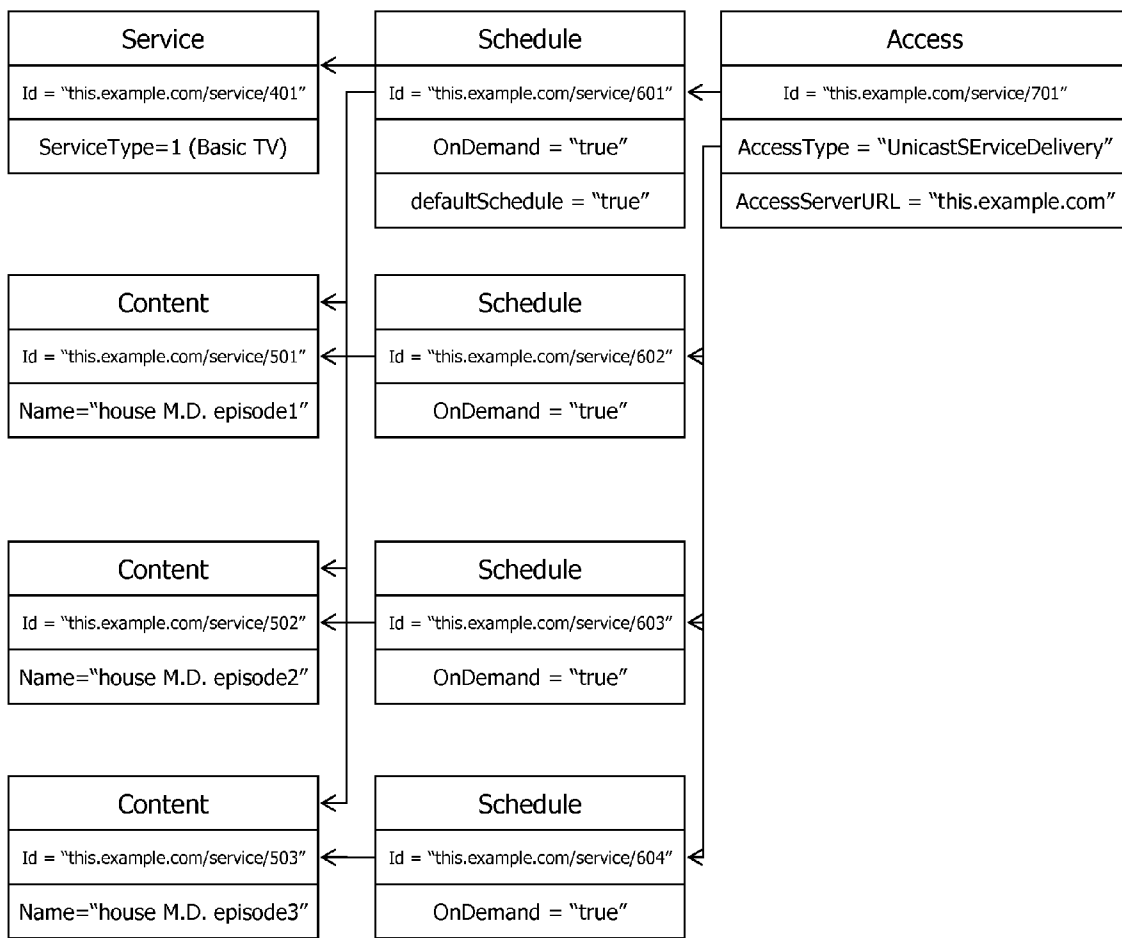 Service
Id = “this.example.com/service/401”
ServiceType=1 (Basic TV)
Schedule
Id = “this.example.com/service/601”
OnDemand = “true”
defaultSchedule = “true”
Access
Id = “this.example.com/service/701”
AccessType = “UnicastSErviceDelivery”
AccessServerURL = “this.example.com”
Content
Id = “this.example.com/service/501”
Name=“house M.D. episode1”
Schedule
Id = “this.example.com/service/602”
OnDemand = “true”
Content
Id = “this.example.com/service/502”
Name=“house M.D. episode2”
Schedule
Id = “this.example.com/service/603”
OnDemand = “true”
Content
Id = “this.example.com/service/503”
Name=“house M.D. episode3”
Schedule
Id = “this.example.com/service/604”
OnDemand = “true”